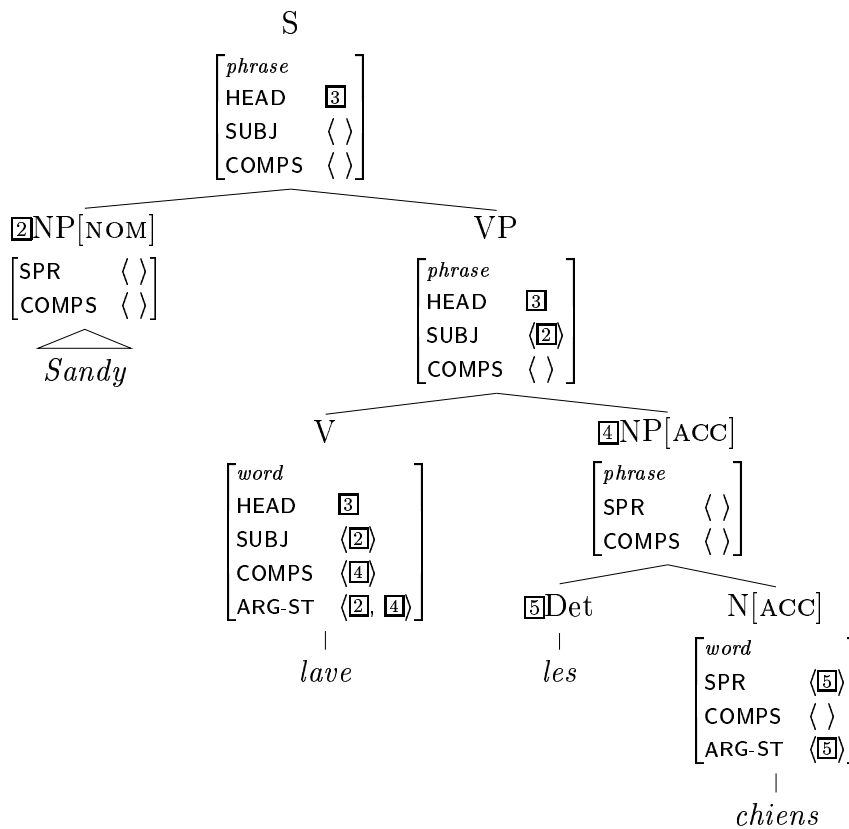 S
phrase
HEAD 3
SUBJ ⟨ ⟩
COMPS ⟨ ⟩
2NP[NOM] VP
SPR ⟨ ⟩
COMPS ⟨ ⟩
Sandy
phrase
HEAD 3
SUBJ ⟨2⟩
COMPS ⟨ ⟩
V 4NP[ACC]
word
HEAD 3
SUBJ ⟨2⟩
COMPS ⟨4⟩
ARG-ST ⟨2, 4⟩
lave
phrase
SPR ⟨ ⟩
COMPS ⟨ ⟩
5Det N[ACC]
les
word
SPR ⟨5⟩
COMPS ⟨ ⟩
ARG-ST ⟨5⟩
chiens